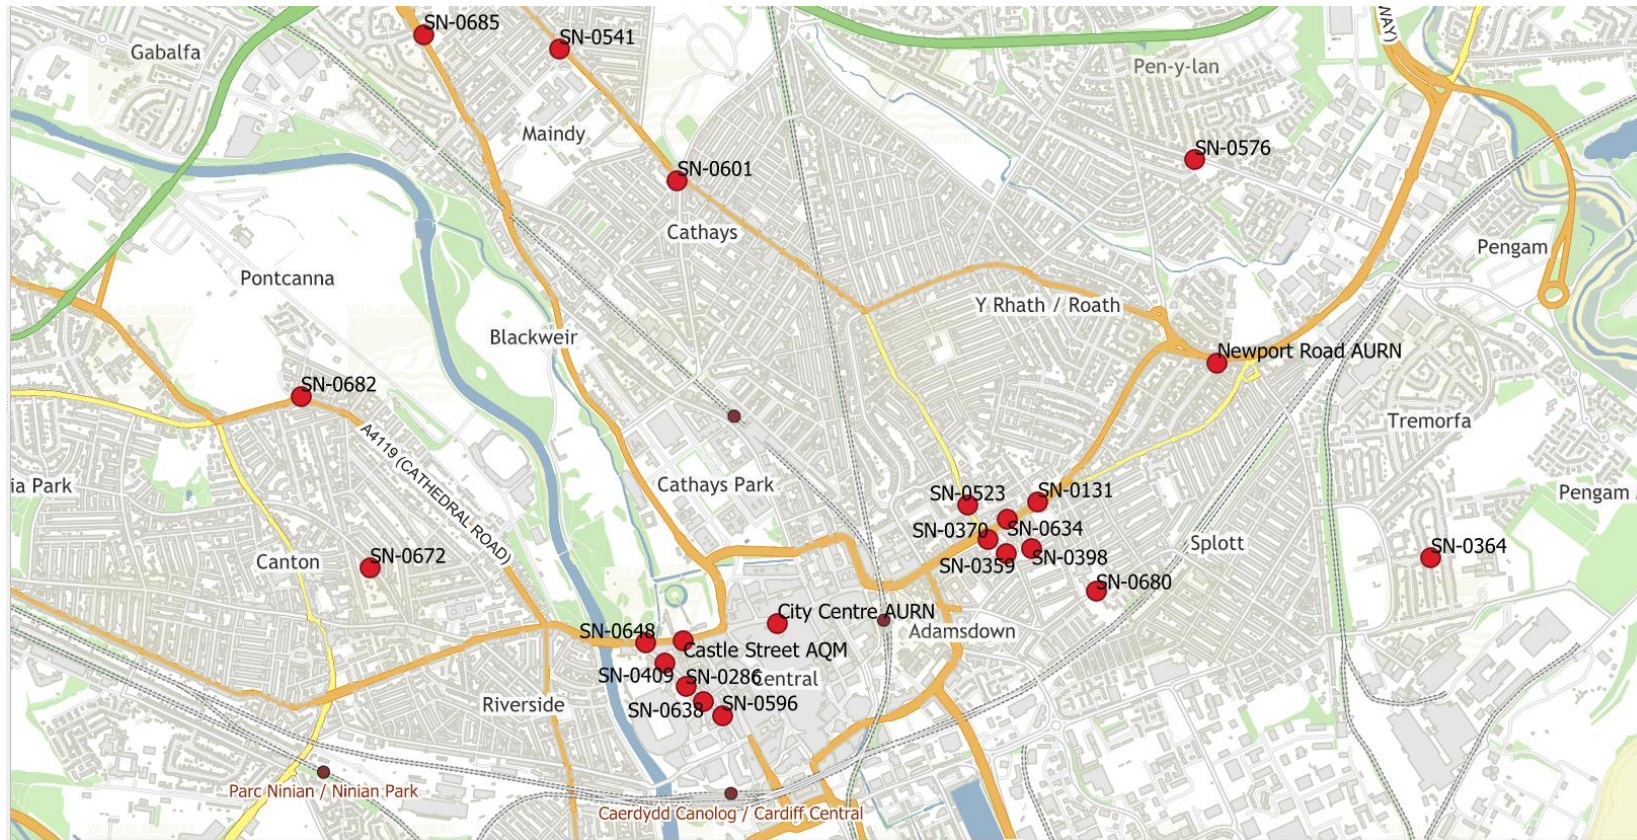 SN-0685
SN-0541
WAY)
Gabalfa
Pen-y-lan
Maindy
SN-0576
SN-0601
Cathays
Pengam
Pontcanna
Y Rhath / Roath
Blackweir
Newport Road AURN
SN-0682
Tremorfa
A4119 (CATHEDRAL ROAD)
ia Park
Cathays Park
SN-0523
SN-0131
Pengam
SN-0370
SN-0634
Splott
SN-0364
Canton
SN-0672
SN-0359
SN-0398
SN-0680
City Centre AURN
SN-0648
Adamsdown
Castle Street AQM
SN-0409
SN-0286
Central
Riverside
SN-0638
SN-0596
Parc Ninian / Ninian Park
Caerdydd Canolog / Cardiff Central